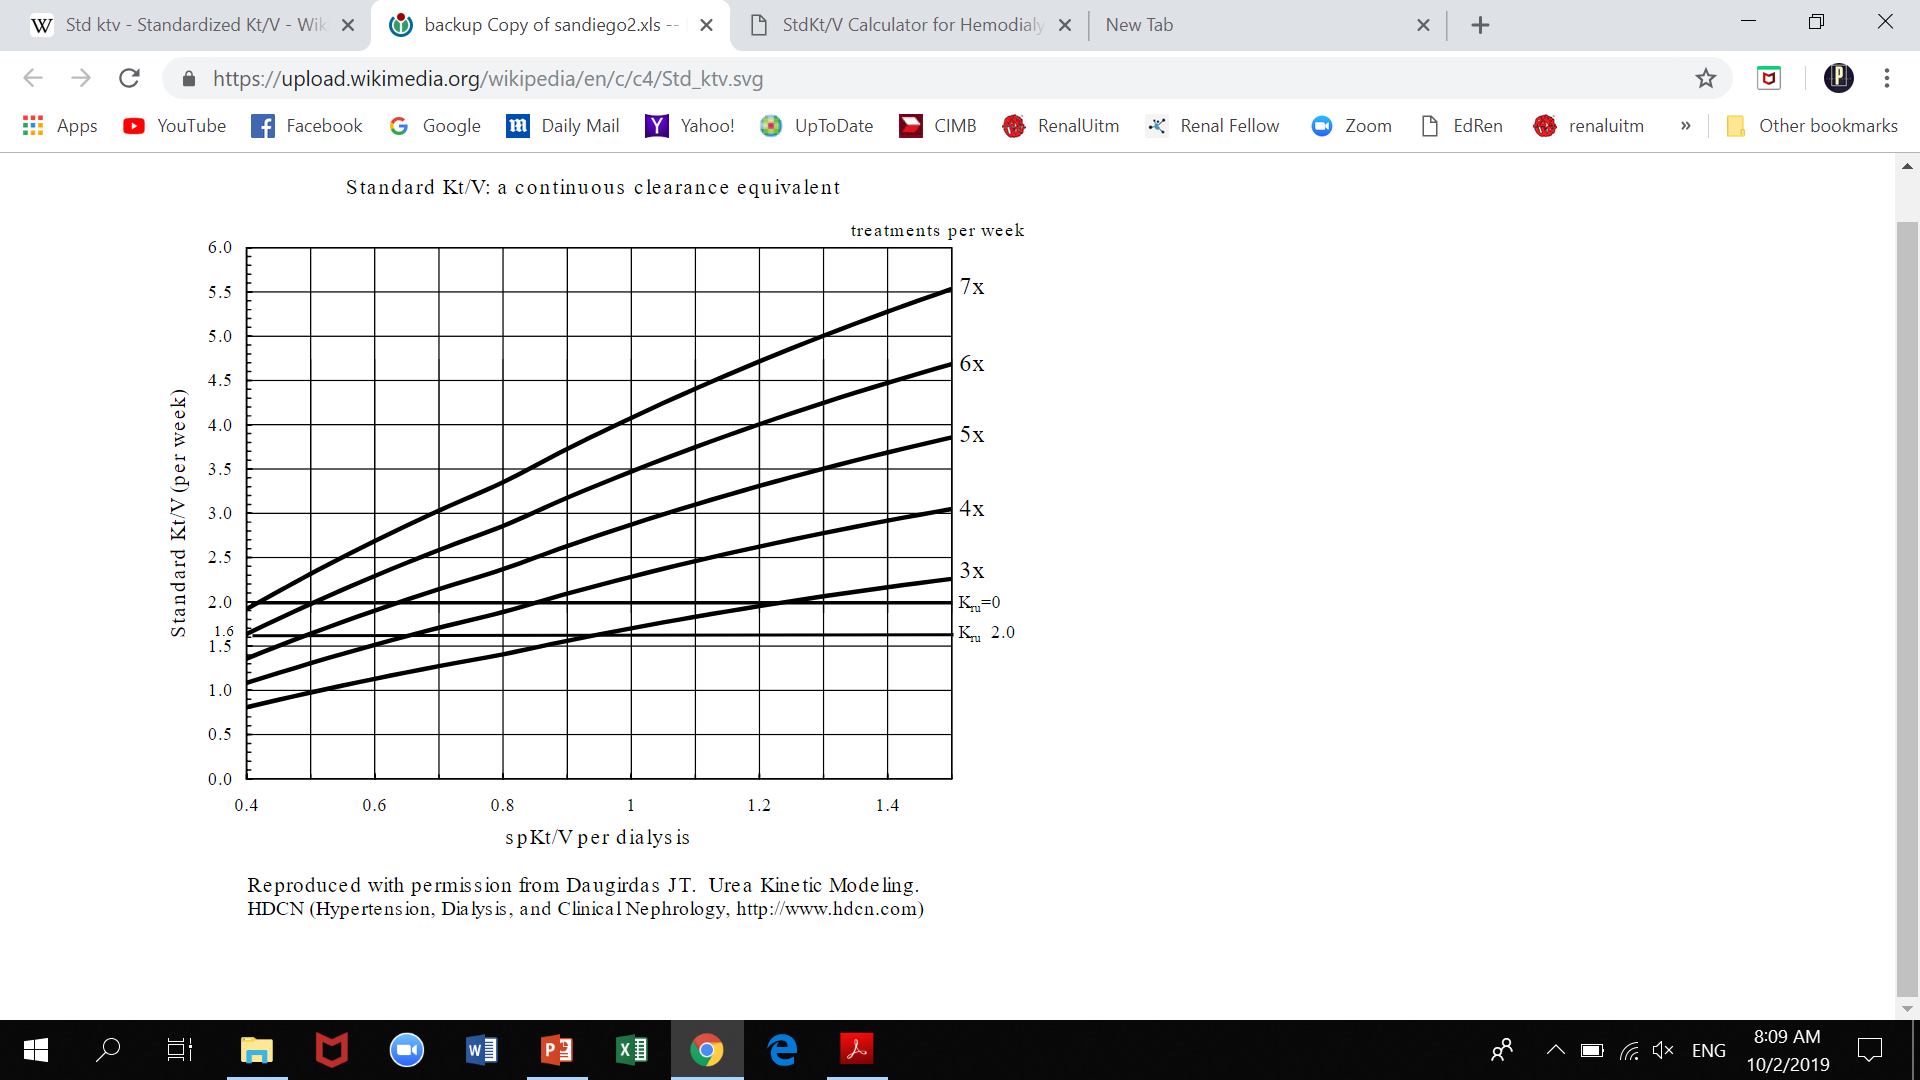 Std ktv - Standardized Kt/V - Wik
backup Copy of sandiego2.xls --
StdKt/V Calculator for Hemodialy
New Tab
https://upload.wikimedia.org/wikipedia/en/c/c4/Std_ktv.svg
Apps YouTube Facebook Google Daily Mail Yahoo! UpToDate CIMB RenalUitm Renal Fellow Zoom EdRen renaluitm » Other bookmarks
Standard Kt/V: a continuous clearance equivalent
treatments per week
Standard Kt/V (per week)
6.0
5.5
5.0
4.5
4.0
3.5
3.0
2.5
2.0
1.6
1.5
1.0
0.5
0.0
7x
6x
5x
4x
3x
Kru=0
Kru 2.0
0.4 0.6 0.8 1 1.2 1.4
spKt/V per dialysis
Reproduced with permission from Daugirdas JT. Urea Kinetic Modeling.
HDCN (Hypertension, Dialysis, and Clinical Nephrology, http://www.hdcn.com)
ENG
8:09 AM
10/2/2019